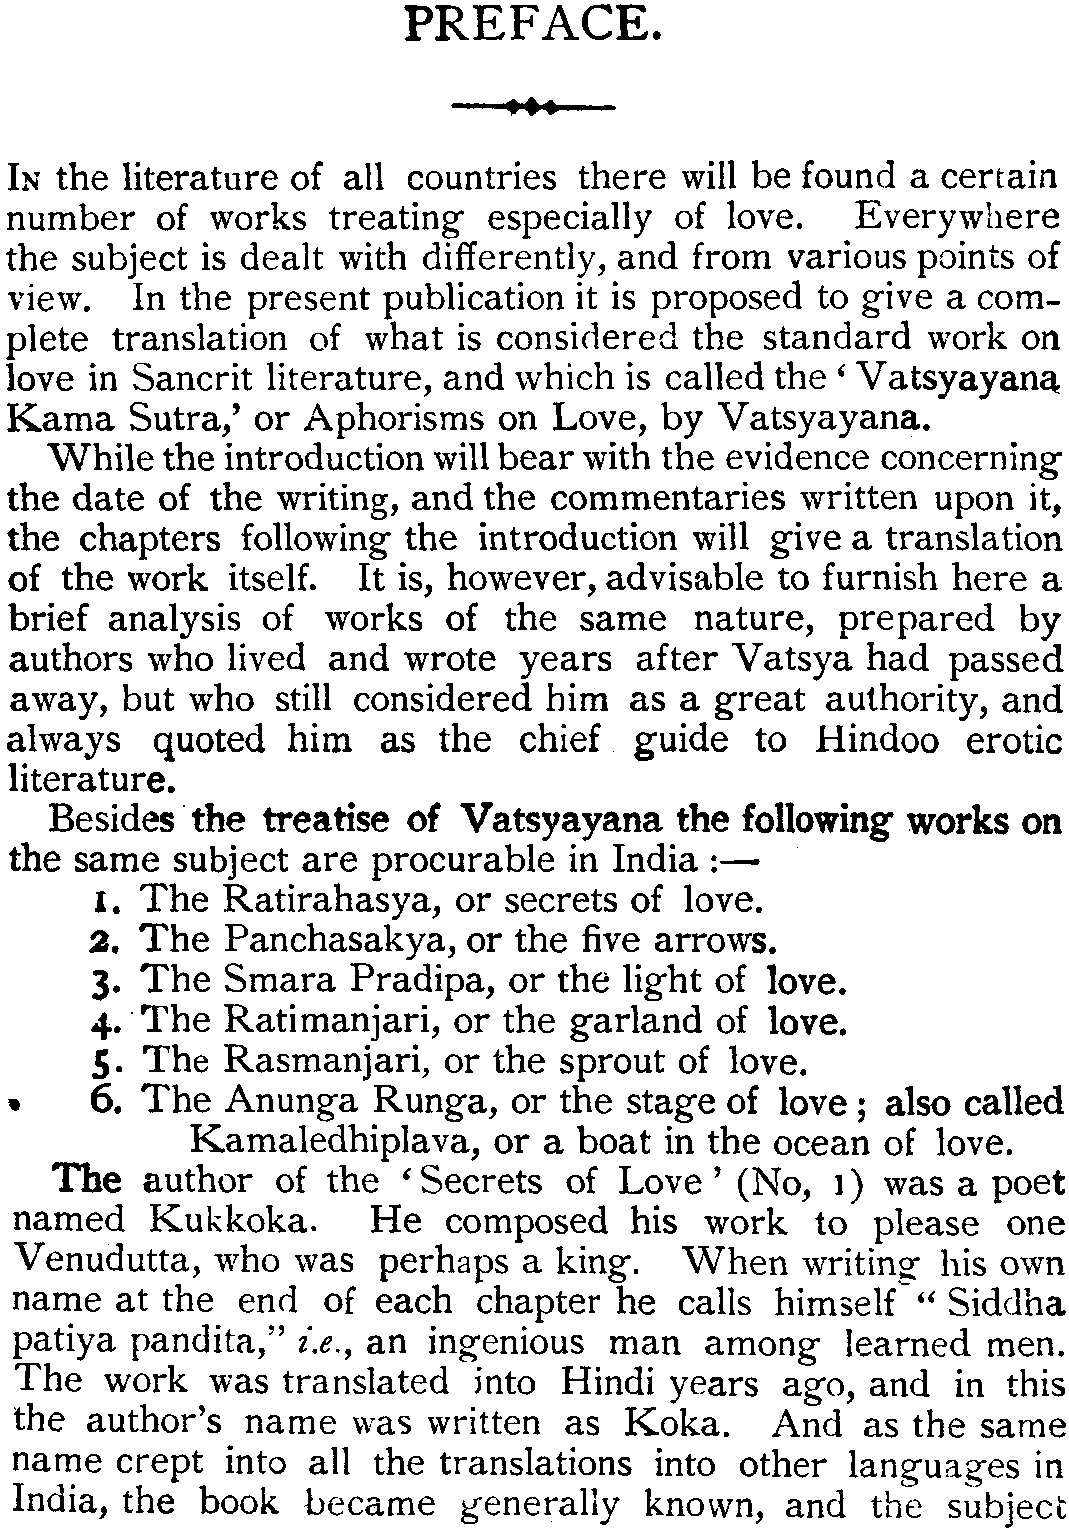 PREFACE.
In the literature of all countries there will be found a certain
number of works treating especially of love. Everywhere
the subject is dealt with differently, and from various points of
view. In the present publication it is proposed to give a com-
plete translation of what is considered the standard work on
love in Sancrit literature, and which is called the ‘ Vatsyayana
Kama Sutra,’ or Aphorisms on Love, by Vatsyayana.
While the introduction will bear with the evidence concerning
the date of the writing, and the commentaries written upon it,
the chapters following the introduction will give a translation
of the work itself. It is, however, advisable to furnish here a
brief analysis of works of the same nature, prepared by
authors who lived and wrote years after Vatsya had passed
away, but who still considered him as a great authority, and
always quoted him as the chief guide to Hindoo erotic
literature.
Besides the treatise of Vatsyayana the following works on
the same subject are procurable in India :—
1. The Ratirahasya, or secrets of love.
2. The Panchasakya, or the five arrows.
3. The Smara Pradipa, or the light of love.
4. The Ratimanjari, or the garland of love.
5. The Rasmanjari, or the sprout of love.
6. The Anunga Runga, or the stage of love ; also called
Kamaledhiplava, or a boat in the ocean of love.
The author of the ‘ Secrets of Love ’ (No, 1) was a poet
named Kukkoka. He composed his work to please one
Venudutta, who was perhaps a king. When writing his own
name at the end of each chapter he calls himself “ Siddha
patiya pandita,” i.e., an ingenious man among learned men.
The work was translated into Hindi years ago, and in this
the author’s name was written as Koka. And as the same
name crept into all the translations into other languages in
India, the book became generally known, and the subject